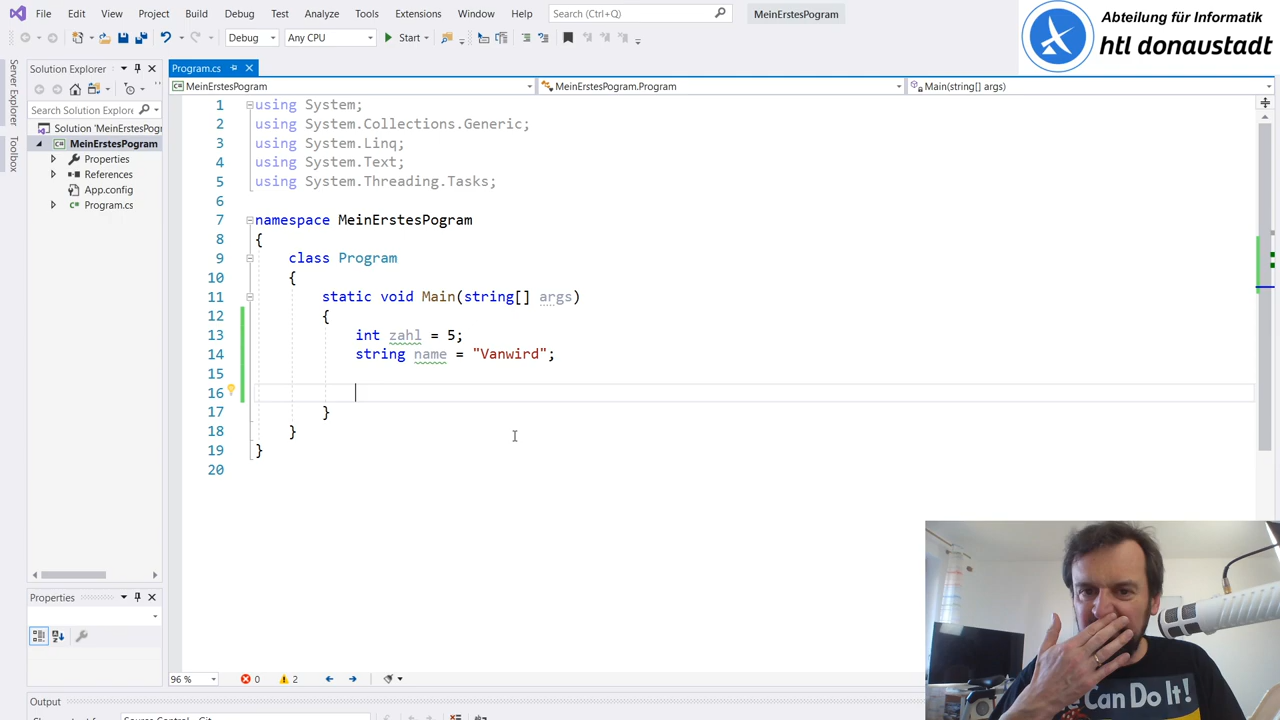 File Edit View Git Project Build Debug Test Analyze Tools Extensions Window Help Search (Ctrl+Q) MeinErstesPogram
Abteilung für Informatik
htl donaustadt
Debug Any CPU Start
Server Explorer
Toolbox
Solution Explorer
Search Solution Explore
Solution 'MeinErstesPogr
MeinErstesPogram
Properties
References
App.config
Program.cs
Properties
Program.cs
MeinErstesPogram MeinErstesPogram.Program Main(string[] args)
1 using System;
2 using System.Collections.Generic;
3 using System.Linq;
4 using System.Text;
5 using System.Threading.Tasks;
6
7 namespace MeinErstesPogram
8 {
9 class Program
10 {
11 static void Main(string[] args)
12 {
13 int zahl = 5;
14 string name = "Vanwird";
15
16
17 }
18 }
19 }
20
96 % 0 2
Output
Can Do It!